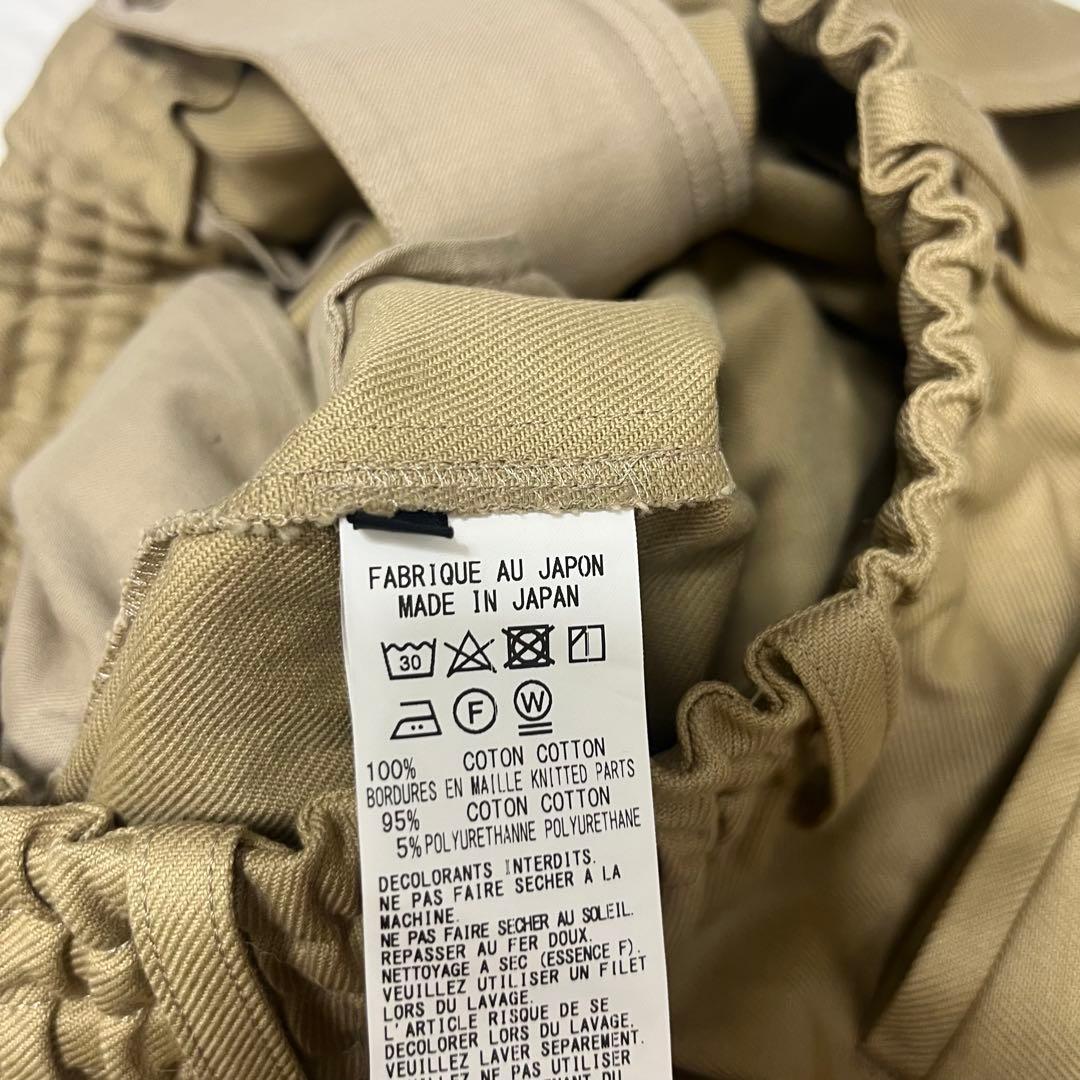 FABRIQUE AU JAPON
MADE IN JAPAN
30
F
W
100% COTON COTTON
BORDURES EN MAILLE KNITTED PARTS
95% COTON COTTON
5% POLYURETHANNE POLYURETHANE
DECOLORANTS INTERDITS.
NE PAS FAIRE SECHER A LA
MACHINE.
NE PAS FAIRE SECHER AU SOLEIL.
REPASSER AU FER DOUX.
NETTOYAGE A SEC (ESSENCE F).
VEUILLEZ UTILISER UN FILET
LORS DU LAVAGE.
L'ARTICLE RISQUE DE SE
DECOLORER LORS DU LAVAGE.
VEUILLEZ LAVER SEPAREMENT.
VEUILLEZ NE PAS UTILISER
DU